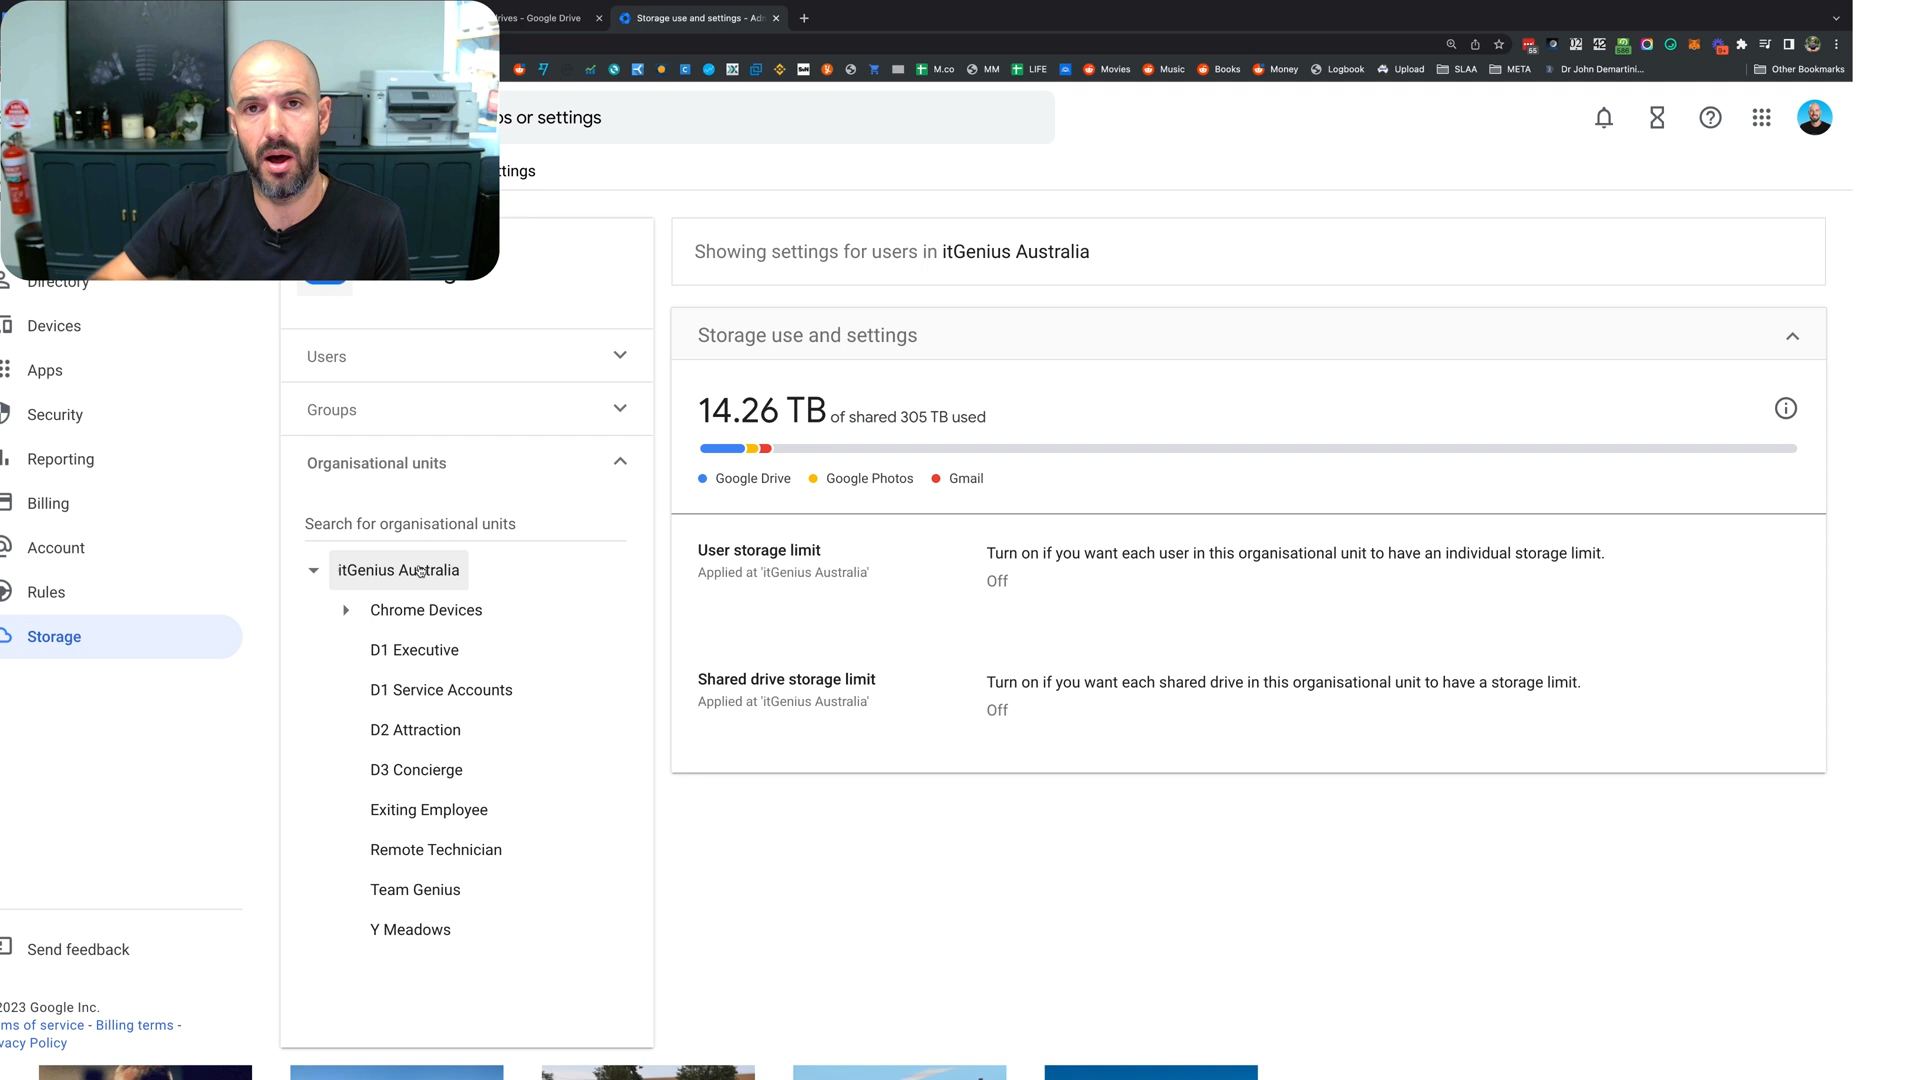 rives - Google Drive
Storage use and settings - Adm
M.co
MM
LIFE
Movies
Music
Books
Money
Logbook
Upload
SLAA
META
Dr John Demartini...
Other Bookmarks
55
586
9+
ps or settings
ttings
Directory
Devices
Apps
Security
Reporting
Billing
Account
Rules
Storage
Send feedback
2023 Google Inc.
ms of service - Billing terms -
vacy Policy
Users
Groups
Organisational units
Search for organisational units
itGenius Australia
Chrome Devices
D1 Executive
D1 Service Accounts
D2 Attraction
D3 Concierge
Exiting Employee
Remote Technician
Team Genius
Y Meadows
Showing settings for users in itGenius Australia
Storage use and settings
14.26 TB of shared 305 TB used
Google Drive
Google Photos
Gmail
User storage limit
Applied at 'itGenius Australia'
Turn on if you want each user in this organisational unit to have an individual storage limit.
Off
Shared drive storage limit
Applied at 'itGenius Australia'
Turn on if you want each shared drive in this organisational unit to have a storage limit.
Off